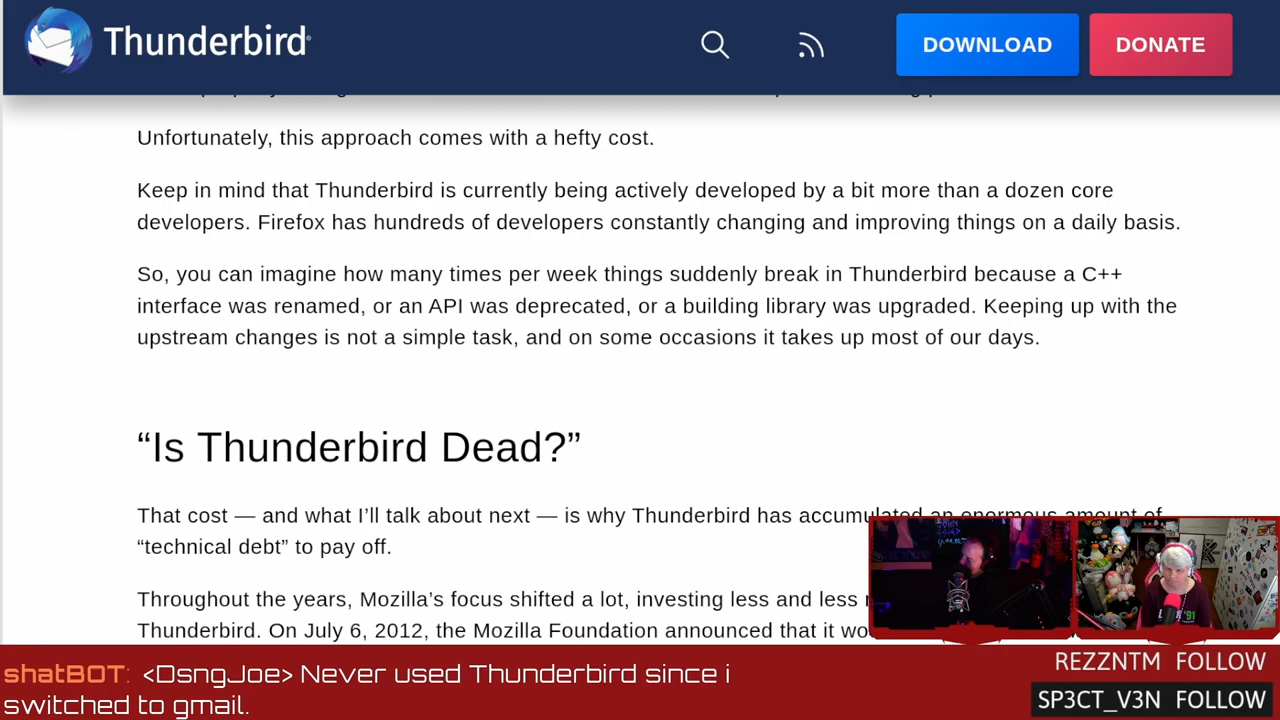 Thunderbird
DOWNLOAD
DONATE
Unfortunately, this approach comes with a hefty cost.
Keep in mind that Thunderbird is currently being actively developed by a bit more than a dozen core
developers. Firefox has hundreds of developers constantly changing and improving things on a daily basis.
So, you can imagine how many times per week things suddenly break in Thunderbird because a C++
interface was renamed, or an API was deprecated, or a building library was upgraded. Keeping up with the
upstream changes is not a simple task, and on some occasions it takes up most of our days.
“Is Thunderbird Dead?”
That cost — and what I’ll talk about next — is why Thunderbird has accumulated an enormous amount of
“technical debt” to pay off.
Throughout the years, Mozilla’s focus shifted a lot, investing less and less
Thunderbird. On July 6, 2012, the Mozilla Foundation announced that it
shatBOT: <DsngJoe> Never used Thunderbird since i
switched to gmail.
REZZNTM FOLLOW
SP3CT_V3N FOLLOW